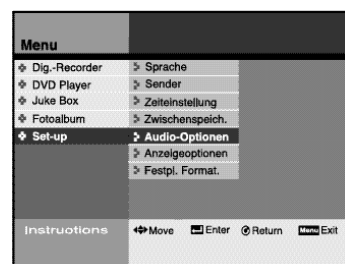 Menu
Dig.-Recorder
DVD Player
Juke Box
Fotoalbum
Set-up
Sprache
Sender
Zeiteinstellung
Zwischenspeich.
Audio-Optionen
Anzeigeoptionen
Festpl. Format.
Instructions
Move Enter Return Menu Exit